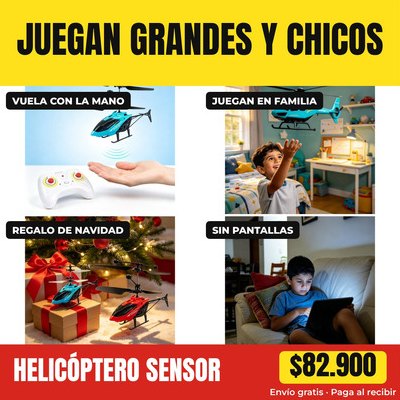 JUEGAN GRANDES Y CHICOS
VUELA CON LA MANO
JUEGAN EN FAMILIA
REGALO DE NAVIDAD
SIN PANTALLAS
HELICÓPTERO SENSOR
$82.900
Envío gratis · Paga al recibir